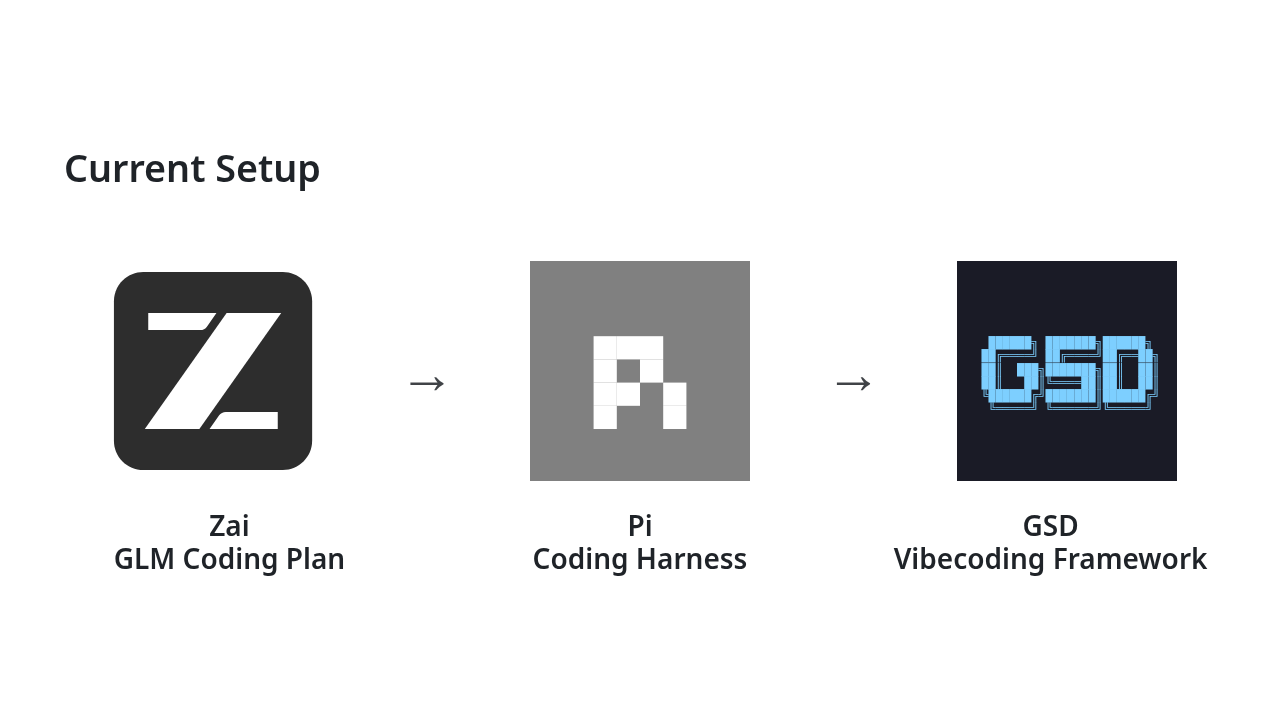 Current Setup
Z
→
→
GSD
Zai
GLM Coding Plan
Pi
Coding Harness
GSD
Vibecoding Framework